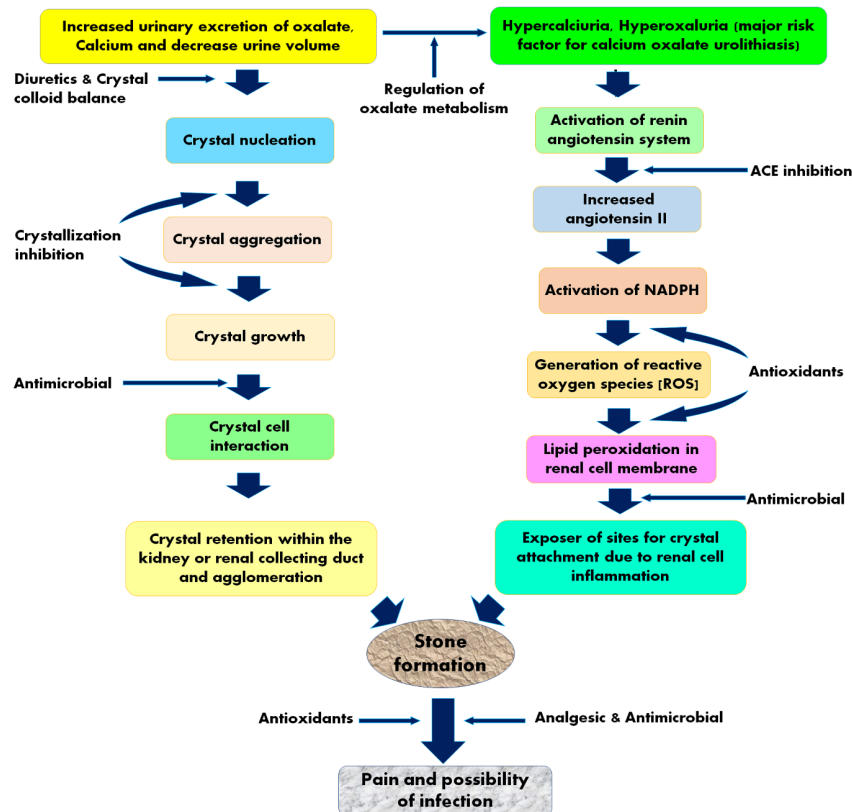 Increased urinary excretion of oxalate,
Calcium and decrease urine volume
Hypercalciuria, Hyperoxaluria (major risk
factor for calcium oxalate urolithiasis)
Diuretics & Crystal
colloid balance
Regulation of
oxalate metabolism
Crystal nucleation
Activation of renin
angiotensin system
ACE inhibition
Increased
angiotensin II
Crystallization
inhibition
Crystal aggregation
Activation of NADPH
Crystal growth
Generation of reactive
oxygen species [ROS]
Antioxidants
Antimicrobial
Crystal cell
interaction
Lipid peroxidation in
renal cell membrane
Antimicrobial
Crystal retention within the
kidney or renal collecting duct
and agglomeration
Exposer of sites for crystal
attachment due to renal cell
inflammation
Stone
formation
Antioxidants
Analgesic & Antimicrobial
Pain and possibility
of infection